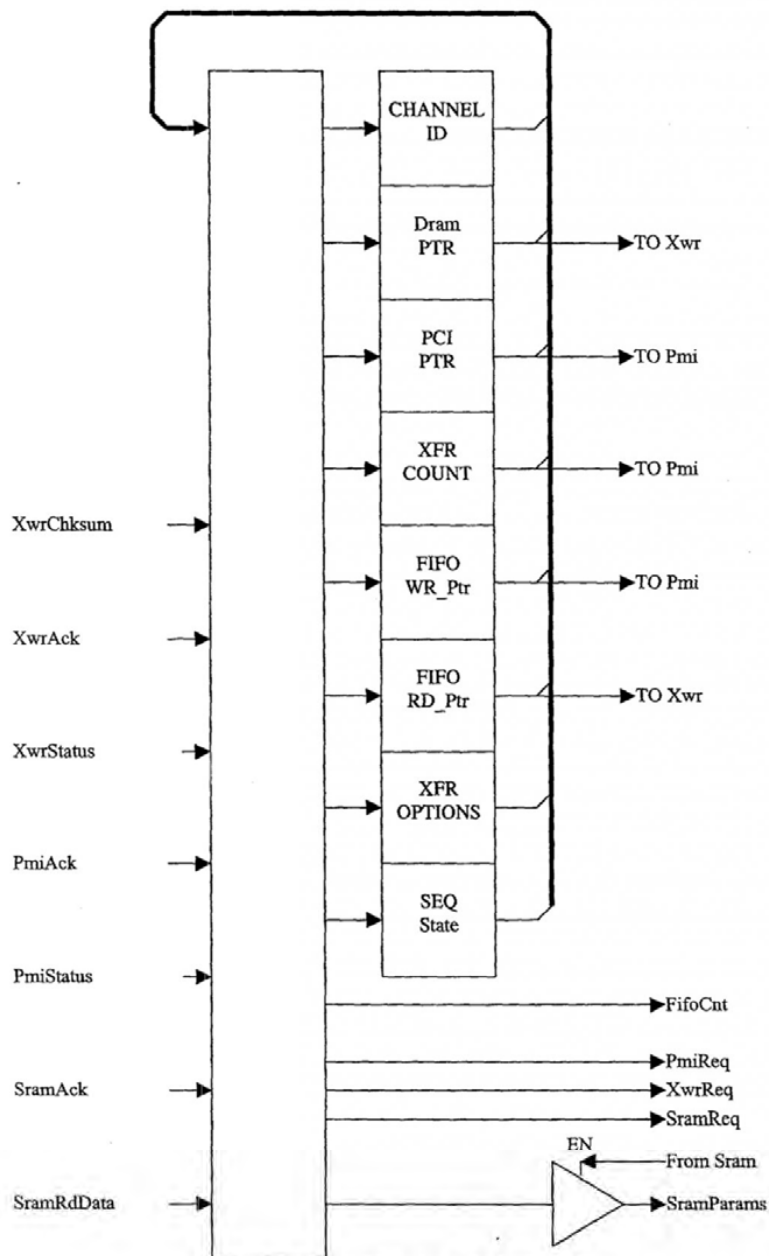 CHANNEL
ID
Dram
PTR
TO Xwr
PCI
PTR
TO Pmi
XFR
COUNT
TO Pmi
XwrChksum
FIFO
WR_Ptr
TO Pmi
XwrAck
FIFO
RD_Ptr
TO Xwr
XwrStatus
XFR
OPTIONS
PmiAck
SEQ
State
PmiStatus
FifoCnt
PmiReq
SramAck
XwrReq
SramReq
EN
From Sram
SramRdData
SramParams